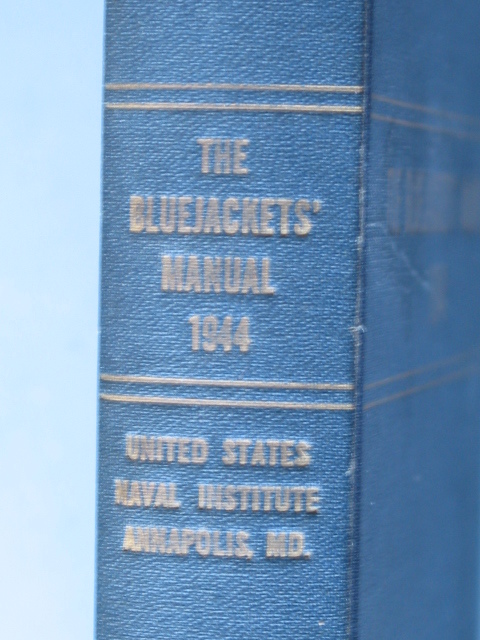 THE
BLUEJACKETS'
MANUAL
1944
UNITED STATES
NAVAL INSTITUTE
ANNAPOLIS, MD.